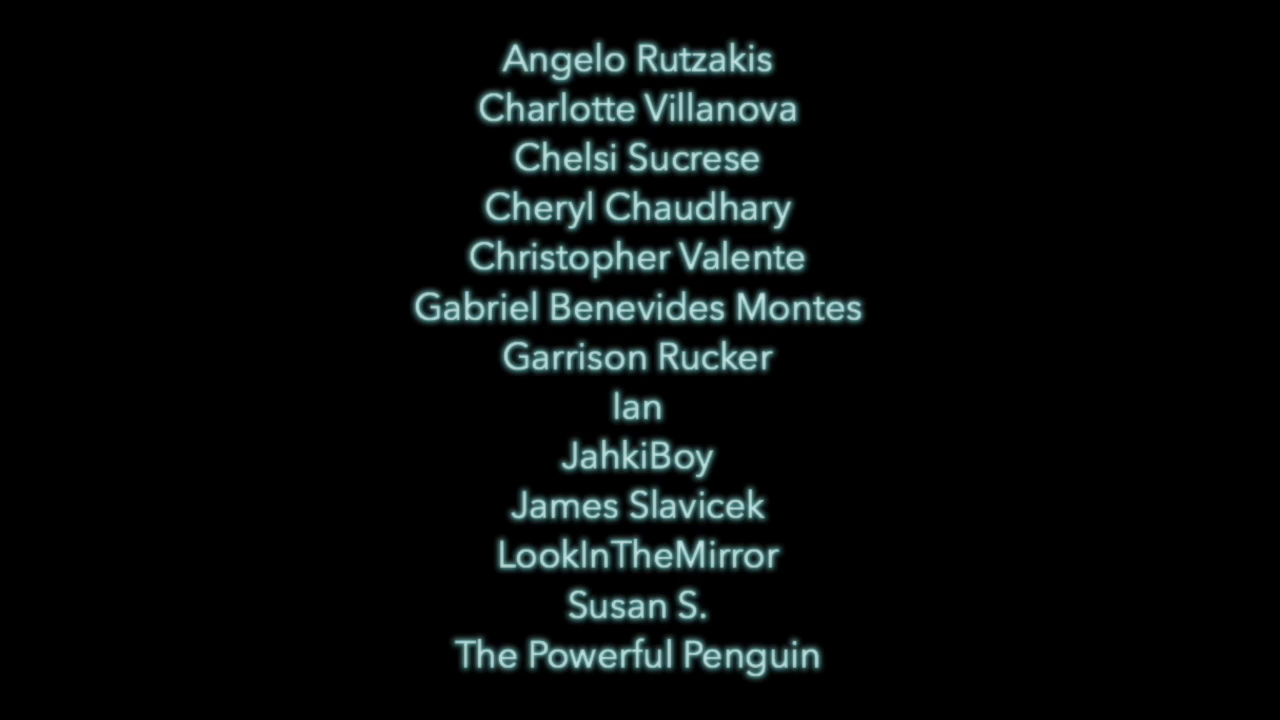 Angelo Rutzakis
Charlotte Villanova
Chelsi Sucrese
Cheryl Chaudhary
Christopher Valente
Gabriel Benevides Montes
Garrison Rucker
Ian
JahkiBoy
James Slavicek
LookInTheMirror
Susan S.
The Powerful Penguin